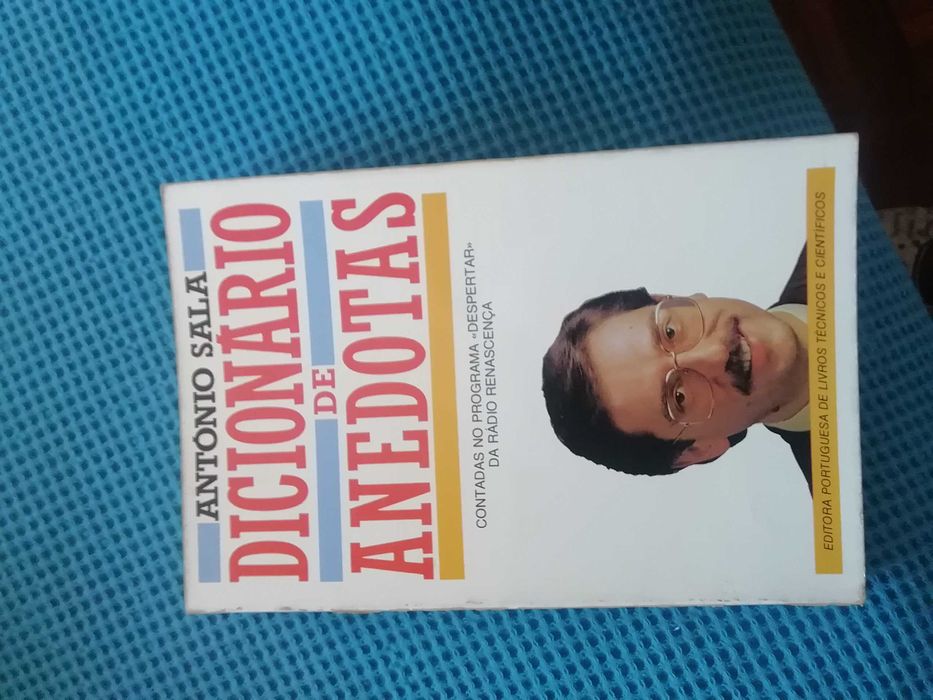 ANTÓNIO SALA
DICIONÁRIO
DE
ANEDOTAS
CONTADAS NO PROGRAMA «DESPERTAR»
DA RÁDIO RENASCENÇA
EDITORA PORTUGUESA DE LIVROS TÉCNICOS E CIENTÍFICOS